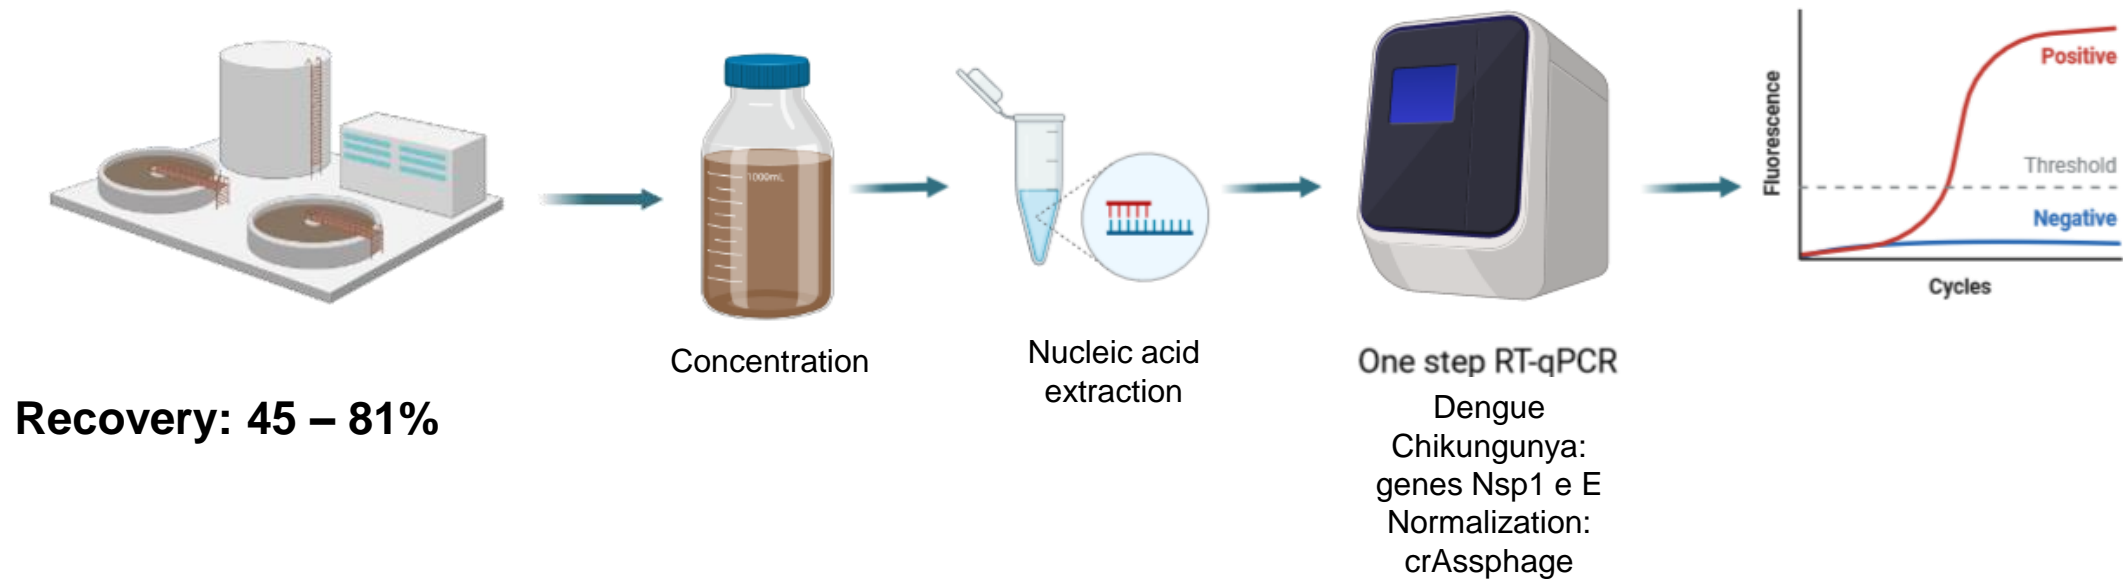 1000mL
Concentration
Recovery: 45 – 81%
Nucleic acid
extraction
One step RT-qPCR
Dengue
Chikungunya:
genes Nsp1 e E
Normalization:
crAssphage
Fluorescence
Positive
Threshold
Negative
Cycles